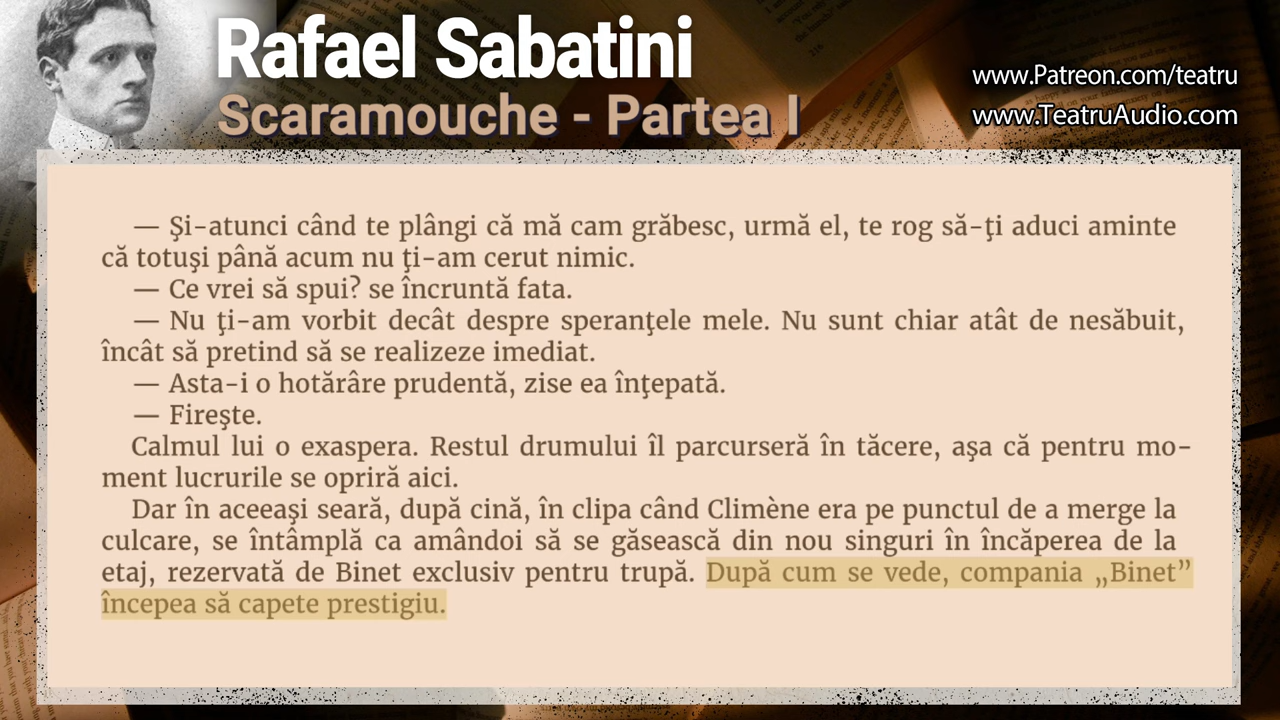 Rafael Sabatini
Scaramouche - Partea I
www.Patreon.com/teatru
www.TeatruAudio.com
— Şi-atunci când te plângi că mă cam grăbesc, urmă el, te rog să-ţi aduci aminte
că totuşi până acum nu ţi-am cerut nimic.
— Ce vrei să spui? se încruntă fata.
— Nu ţi-am vorbit decât despre speranţele mele. Nu sunt chiar atât de nesăbuit,
încât să pretind să se realizeze imediat.
— Asta-i o hotărâre prudentă, zise ea înţepată.
— Fireşte.
Calmul lui o exaspera. Restul drumului îl parcurseră în tăcere, aşa că pentru mo-
ment lucrurile se opriră aici.
Dar în aceeaşi seară, după cină, în clipa când Climène era pe punctul de a merge la
culcare, se întâmplă ca amândoi să se găsească din nou singuri în încăperea de la
etaj, rezervată de Binet exclusiv pentru trupă. După cum se vede, compania „Binet”
începea să capete prestigiu.